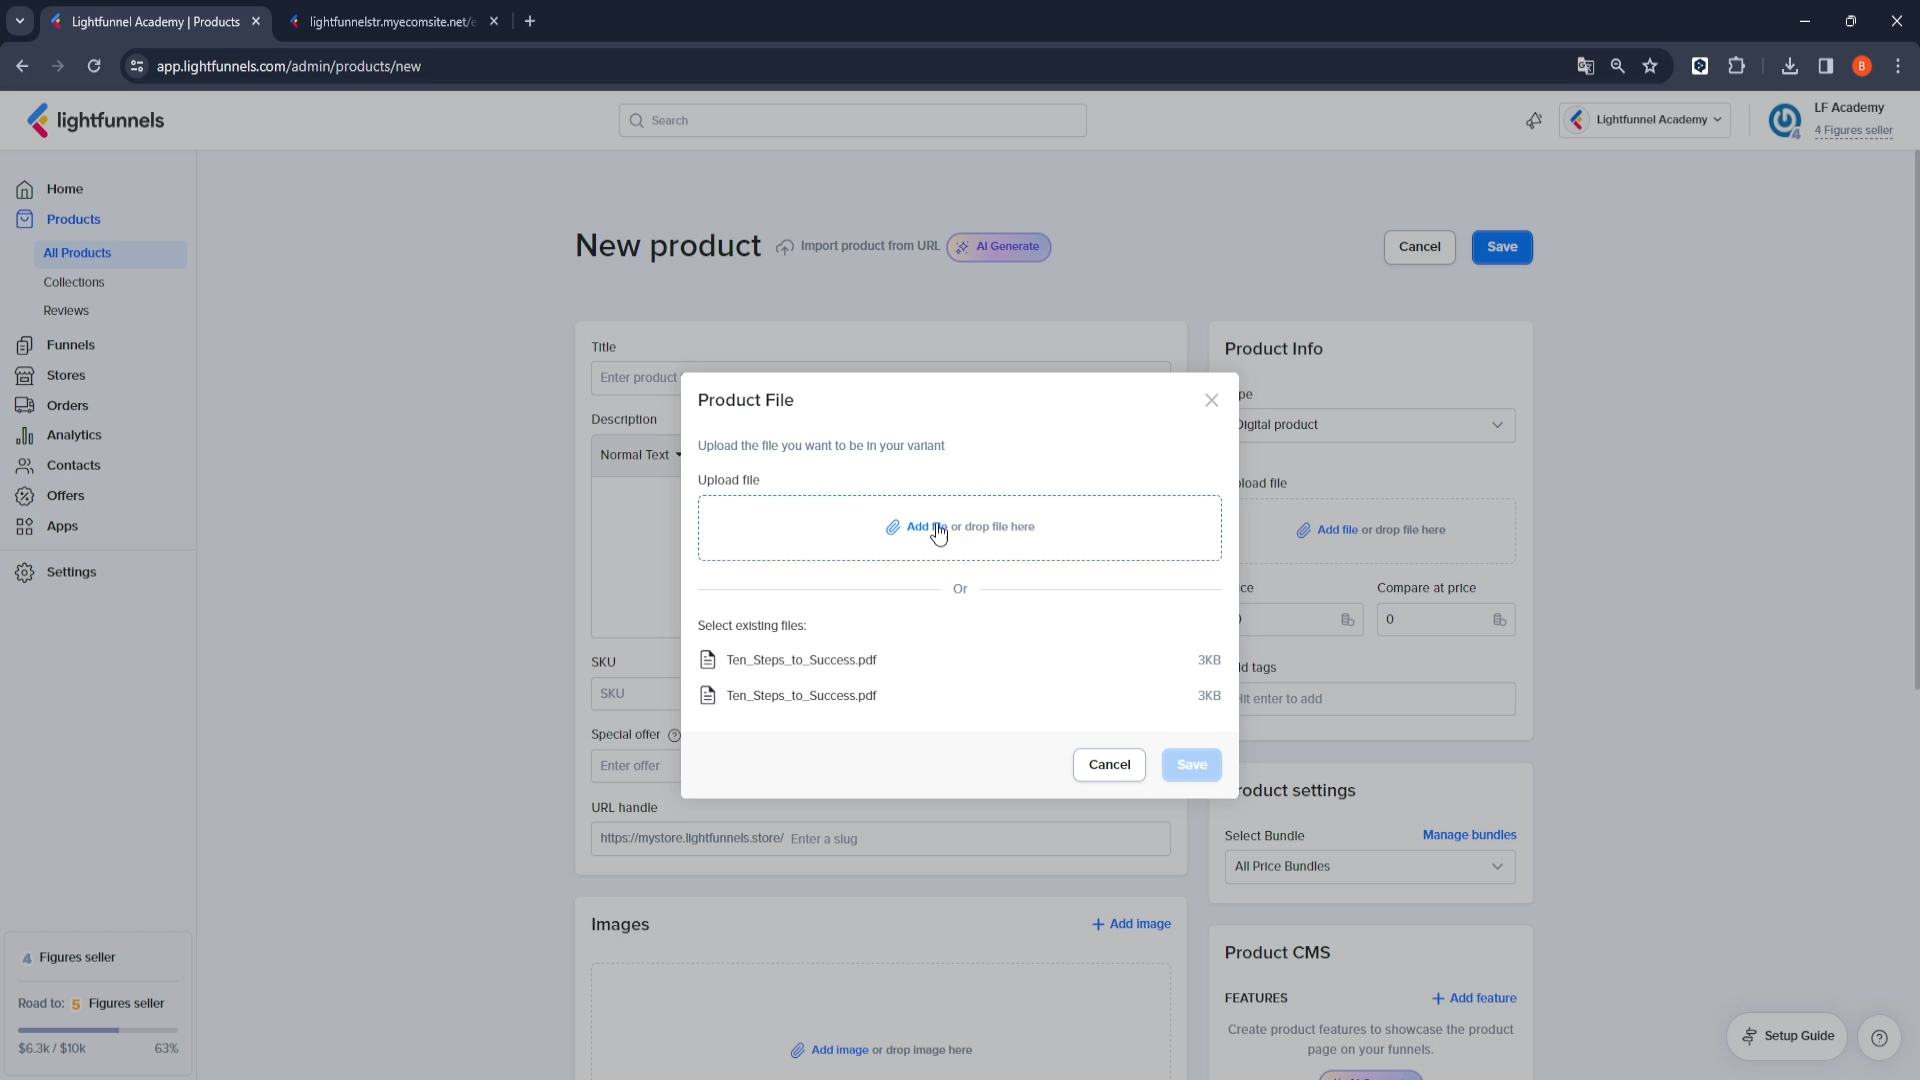 Lightfunnel Academy | Products
lightfunnelstr.myecomsite.net/
app.lightfunnels.com/admin/products/new
B
lightfunnels
Search
Lightfunnel Academy
LF Academy
4 Figures seller
4
Home
Products
All Products
Collections
Reviews
Funnels
Stores
Orders
Analytics
Contacts
Offers
Apps
Settings
4 Figures seller
Road to: 5 Figures seller
$6.3k / $10k 63%
New product
Import product from URL
AI Generate
Cancel
Save
Title
Enter product
Description
Normal Text
SKU
SKU
Special offer
Enter offer
URL handle
https://mystore.lightfunnels.store/ Enter a slug
Images
+ Add image
Add image or drop image here
Product File
Upload the file you want to be in your variant
Upload file
Add file or drop file here
Or
Select existing files:
Ten_Steps_to_Success.pdf 3KB
Ten_Steps_to_Success.pdf 3KB
Cancel
Save
Product Info
pe
Digital product
load file
Add file or drop file here
ce
Compare at price
0
d tags
Hit enter to add
roduct settings
Select Bundle
Manage bundles
All Price Bundles
Product CMS
FEATURES
+ Add feature
Create product features to showcase the product
page on your funnels.
Setup Guide